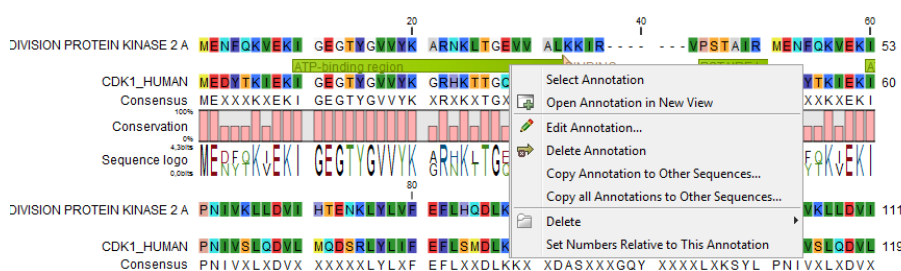 20 40 60
DIVISION PROTEIN KINASE 2 A MENFQKVEKI GEGTYGVVYK ARNKLTGEVV ALKKIR- - - - - - VPSTAIR MENFQKVEKI 53
ATP-binding region
CDK1_HUMAN MEDYTKIEKI GEGTYGVVYK GRHKTTGQ YTKIEKI 60
Consensus MEXXXKXEKI GEGTYGVVYK XRXKXTGX XXKXEKI
100%
Conservation
0%
4,3bits
Sequence logo
0,0bits
Select Annotation
Open Annotation in New View
Edit Annotation...
Delete Annotation
Copy Annotation to Other Sequences...
Copy all Annotations to Other Sequences...
Delete
Set Numbers Relative to This Annotation
80
DIVISION PROTEIN KINASE 2 A PNIVKLLDVI HTENKLYLVF EFLHQDLK VKLLDVI 111
CDK1_HUMAN PNIVSLQDVL MQDSRLYLIF EFLSMDLK VSLQDVL 119
Consensus PNIVXLXDVX XXXXXLYLXF EFLXXDLKKX XDASXXXGQY XXXXLXKSYL PNIVXLXDVX